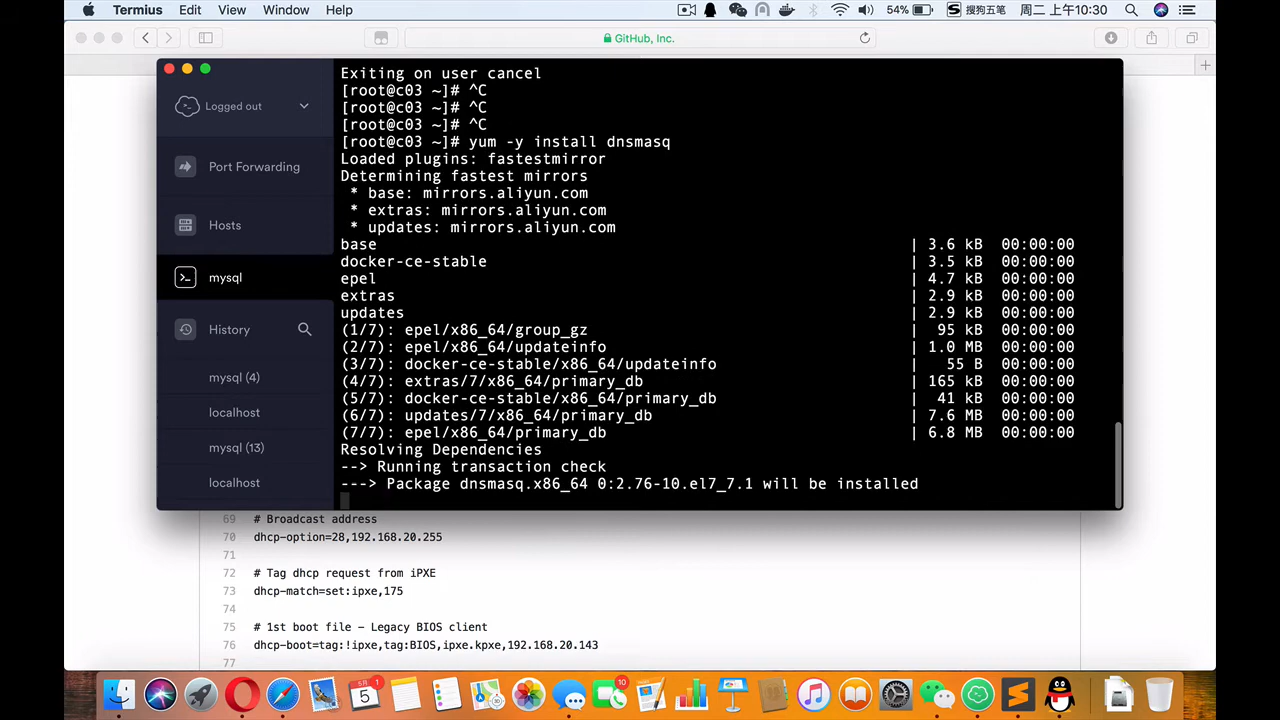 Termius Edit View Window Help 54% 搜狗五笔 周二 上午10:30
GitHub, Inc.
Exiting on user cancel
[root@c03 ~]# ^C
[root@c03 ~]# ^C
[root@c03 ~]# ^C
[root@c03 ~]# yum -y install dnsmasq
Loaded plugins: fastestmirror
Determining fastest mirrors
* base: mirrors.aliyun.com
* extras: mirrors.aliyun.com
* updates: mirrors.aliyun.com
base | 3.6 kB 00:00:00
docker-ce-stable | 3.5 kB 00:00:00
epel | 4.7 kB 00:00:00
extras | 2.9 kB 00:00:00
updates | 2.9 kB 00:00:00
(1/7): epel/x86_64/group_gz | 95 kB 00:00:00
(2/7): epel/x86_64/updateinfo | 1.0 MB 00:00:00
(3/7): docker-ce-stable/x86_64/updateinfo | 55 B 00:00:00
(4/7): extras/7/x86_64/primary_db | 165 kB 00:00:00
(5/7): docker-ce-stable/x86_64/primary_db | 41 kB 00:00:00
(6/7): updates/7/x86_64/primary_db | 7.6 MB 00:00:00
(7/7): epel/x86_64/primary_db | 6.8 MB 00:00:00
Resolving Dependencies
--> Running transaction check
---> Package dnsmasq.x86_64 0:2.76-10.el7_7.1 will be installed
Logged out
Port Forwarding
Hosts
mysql
History
mysql (4)
localhost
mysql (13)
localhost
69 # Broadcast address
70 dhcp-option=28,192.168.20.255
71
72 # Tag dhcp request from iPXE
73 dhcp-match=set:ipxe,175
74
75 # 1st boot file - Legacy BIOS client
76 dhcp-boot=tag:!ipxe,tag:BIOS,ipxe.kpxe,192.168.20.143
77
5月
5
1
10